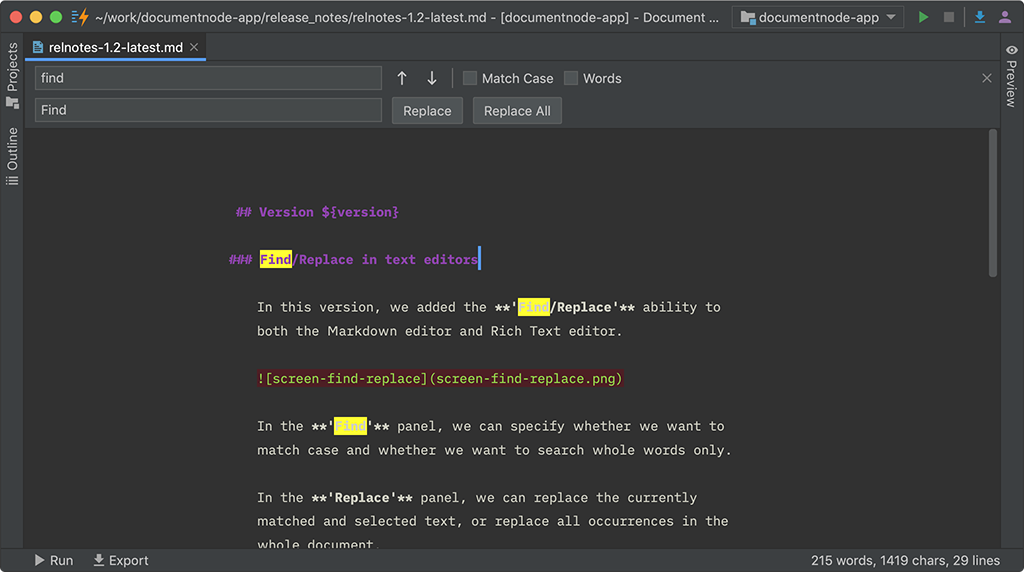 ~/work/documentnode-app/release_notes/relnotes-1.2-latest.md - [documentnode-app] - Document ...
documentnode-app
relnotes-1.2-latest.md
Projects
Outline
Preview
find
Match Case
Words
Find
Replace
Replace All
## Version ${version}
### Find/Replace in text editors
In this version, we added the **'Find/Replace'** ability to
both the Markdown editor and Rich Text editor.
![screen-find-replace](screen-find-replace.png)
In the **'Find'** panel, we can specify whether we want to
match case and whether we want to search whole words only.
In the **'Replace'** panel, we can replace the currently
matched and selected text, or replace all occurrences in the
whole document.
Run
Export
215 words, 1419 chars, 29 lines